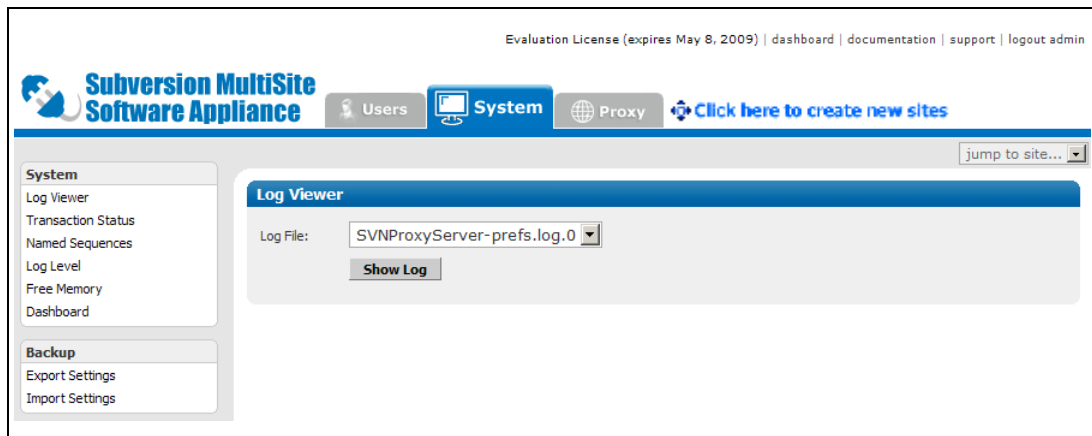 Evaluation License (expires May 8, 2009) | dashboard | documentation | support | logout admin
Subversion MultiSite
Software Appliance
Users
System
Proxy
Click here to create new sites
jump to site...
System
Log Viewer
Transaction Status
Named Sequences
Log Level
Free Memory
Dashboard
Backup
Export Settings
Import Settings
Log Viewer
Log File: SVNProxyServer-prefs.log.0
Show Log